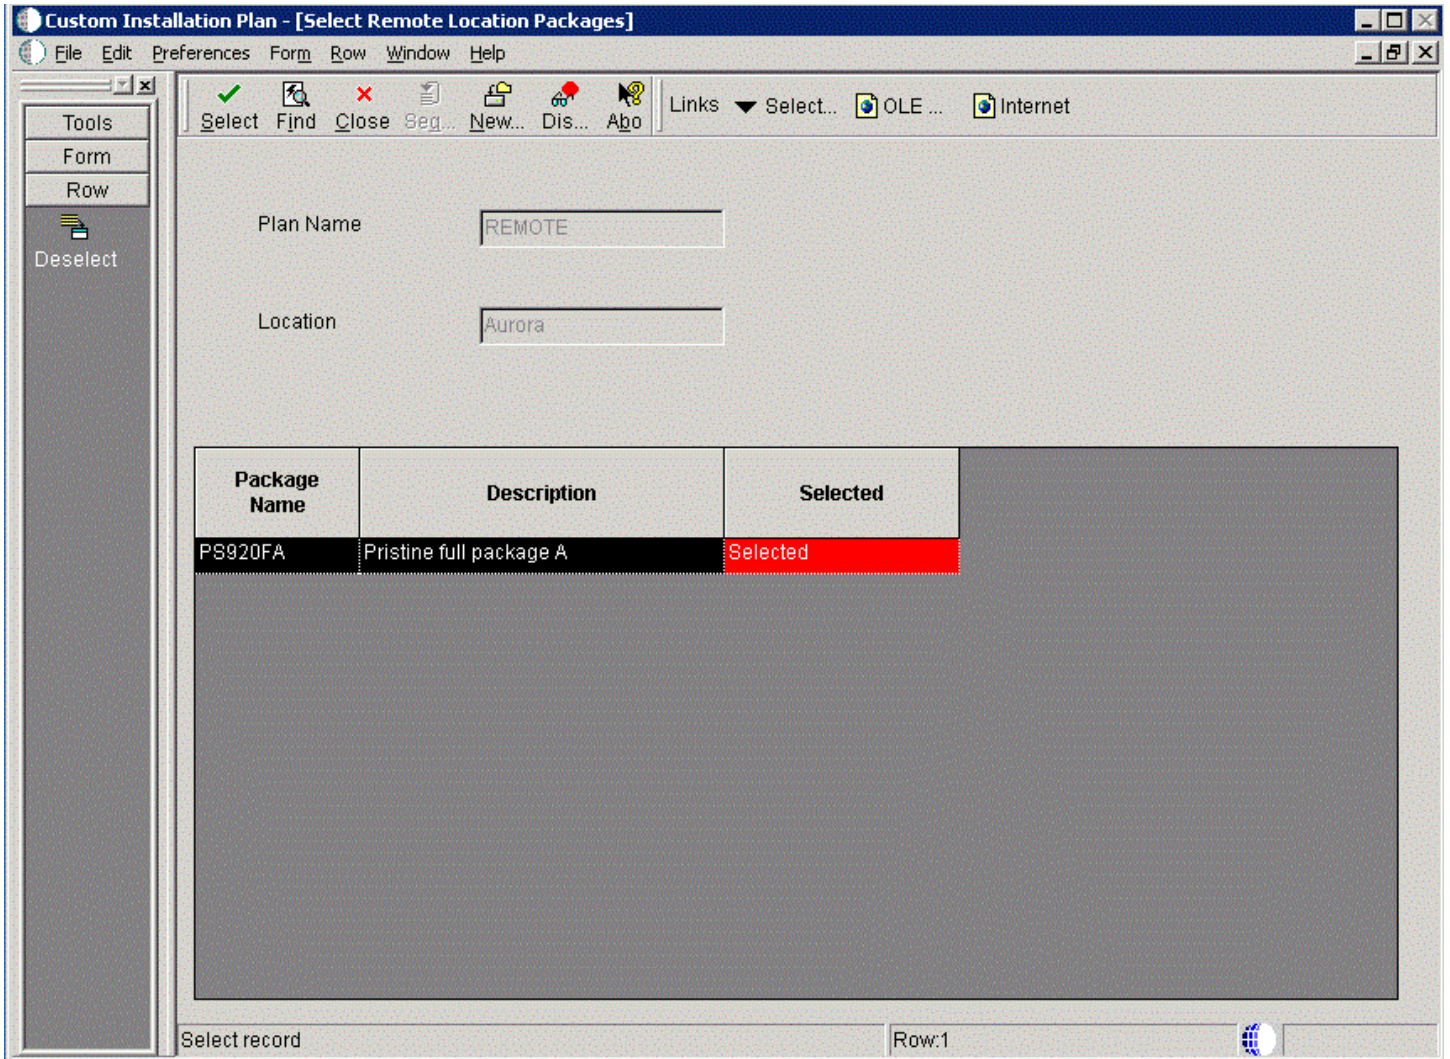 Custom Installation Plan - [Select Remote Location Packages]
File Edit Preferences Form Row Window Help
Tools
Form
Row
Deselect
Select Find Close Seq... New... Dis... Abo Links Select... OLE ... Internet
Plan Name REMOTE
Location Aurora
Package Name Description Selected
PS920FA Pristine full package A Selected
Select record Row:1